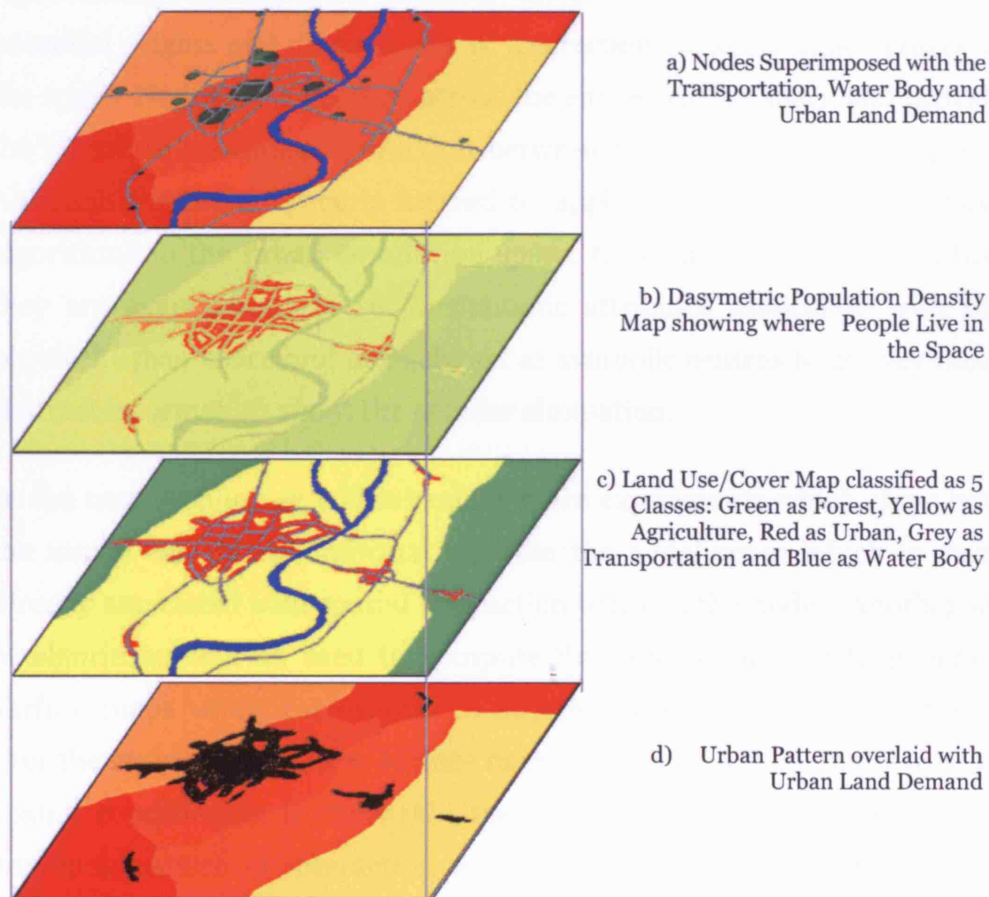 a) Nodes Superimposed with the
Transportation, Water Body and
Urban Land Demand
b) Dasymetric Population Density
Map showing where People Live in
the Space
c) Land Use/Cover Map classified as 5
Classes: Green as Forest, Yellow as
Agriculture, Red as Urban, Grey as
Transportation and Blue as Water Body
d) Urban Pattern overlaid with
Urban Land Demand